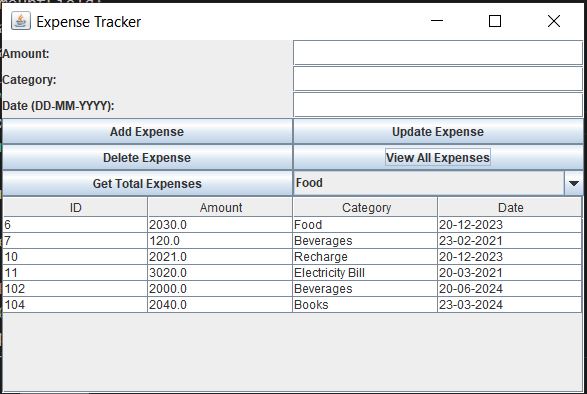 Expense Tracker
Amount:
Category:
Date (DD-MM-YYYY):
Add Expense Update Expense
Delete Expense View All Expenses
Get Total Expenses Food
ID Amount Category Date
6 2030.0 Food 20-12-2023
7 120.0 Beverages 23-02-2021
10 2021.0 Recharge 20-12-2023
11 3020.0 Electricity Bill 20-03-2021
102 2000.0 Beverages 20-06-2024
104 2040.0 Books 23-03-2024